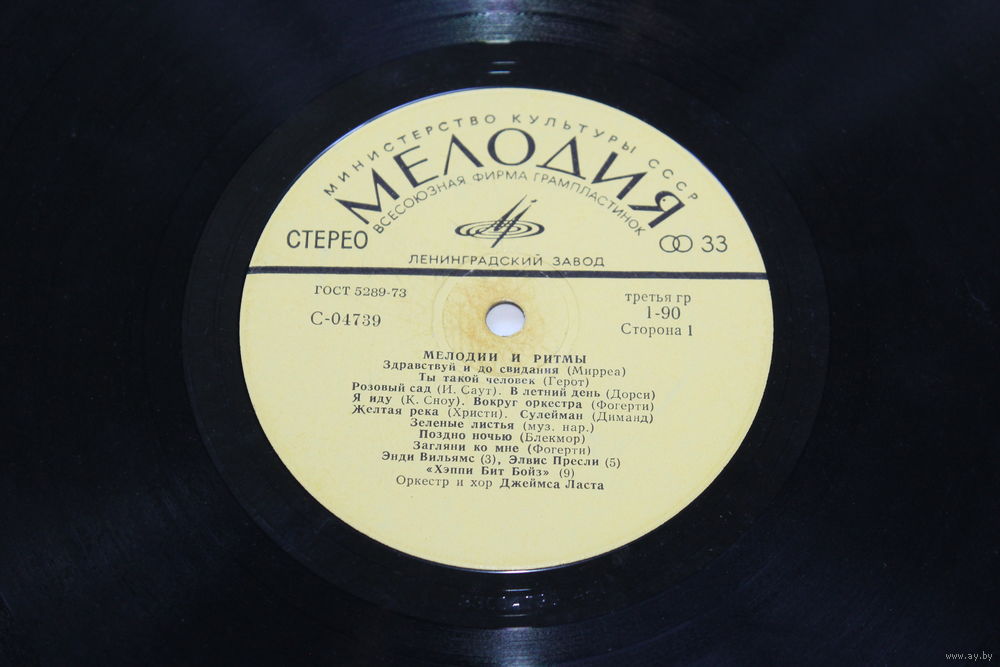 МИНИСТЕРСТВО КУЛЬТУРЫ СССР
МЕЛОДИЯ
ВСЕСОЮЗНАЯ ФИРМА ГРАМПЛАСТИНОК
СТЕРЕО
33
ЛЕНИНГРАДСКИЙ ЗАВОД
ГОСТ 5289-73
третья гр
С-04739
1-90
Сторона 1
МЕЛОДИИ И РИТМЫ
Здравствуй и до свидания (Мирреа)
Ты такой человек (Герот)
Розовый сад (И. Саут). В летний день (Дорси)
Я иду (К. Сноу). Вокруг оркестра (Фогерти)
Желтая река (Христи). Сулейман (Диманд)
Зеленые листья (муз. нар.)
Поздно ночью (Блекмор)
Загляни ко мне (Фогерти)
Энди Вильямс (3), Элвис Пресли (5)
«Хэппи Бит Бойз» (9)
Оркестр и хор Джеймса Ласта
www.ay.by